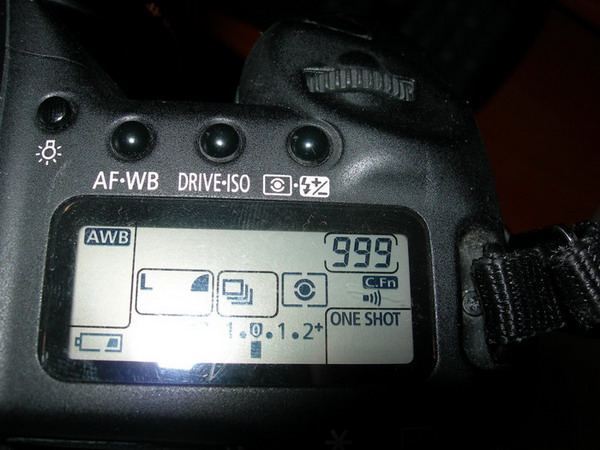 AF•WB DRIVE•ISO
AWB
999
L
C.Fn
1•0•1•2+
ONE SHOT